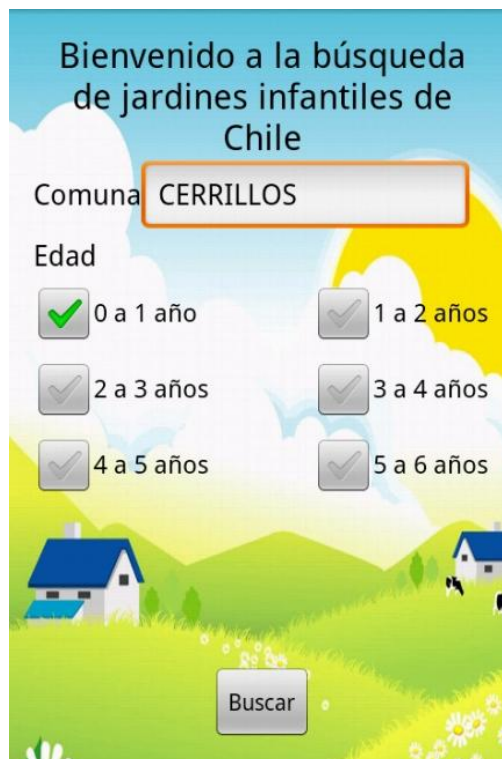 Bienvenido a la búsqueda
de jardines infantiles de
Chile
Comuna CERRILLOS
Edad
0 a 1 año 1 a 2 años
2 a 3 años 3 a 4 años
4 a 5 años 5 a 6 años
Buscar